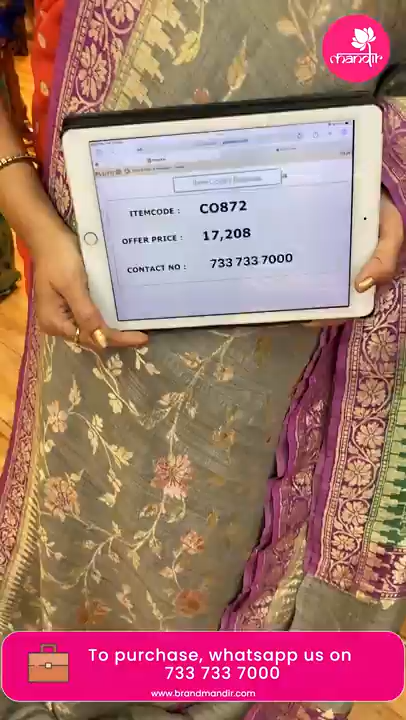 mandir
ITEMCODE : CO872
OFFER PRICE : 17,208
CONTACT NO : 733 733 7000
To purchase, whatsapp us on
733 733 7000
www.brandmandir.com